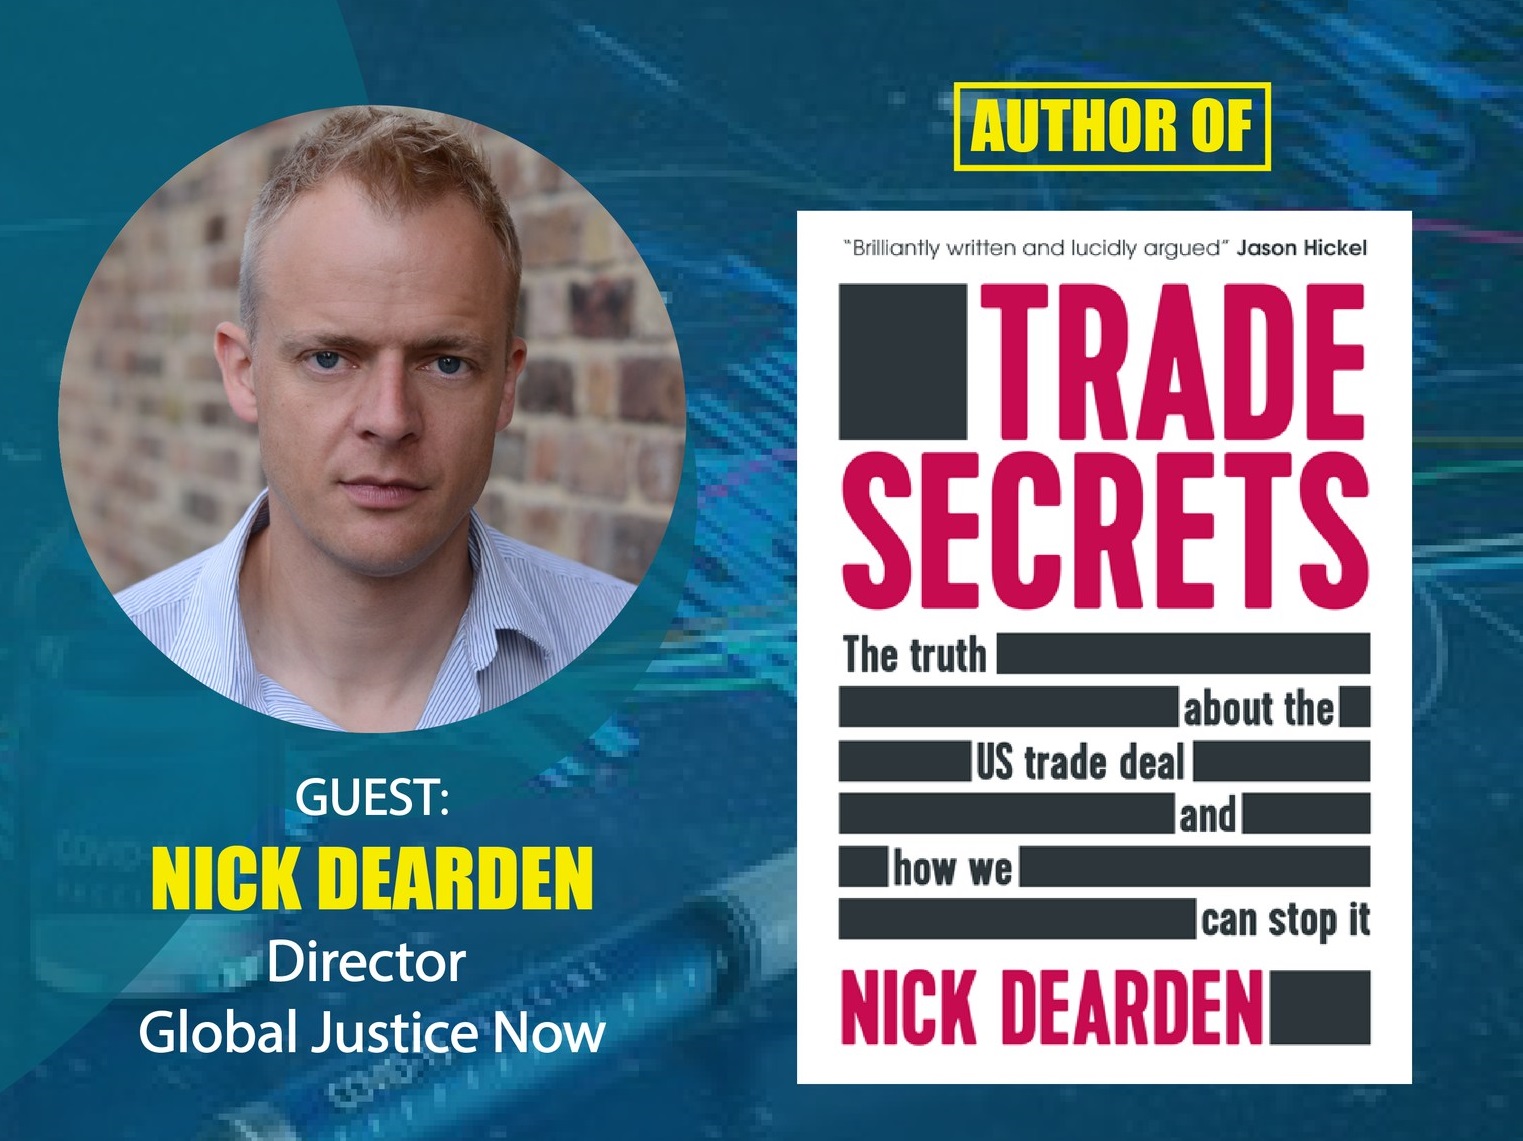 GUEST:
NICK DEARDEN
Director
Global Justice Now
AUTHOR OF
“Brilliantly written and lucidly argued” Jason Hickel
TRADE
SECRETS
The truth
about the
US trade deal
and
how we
can stop it
NICK DEARDEN